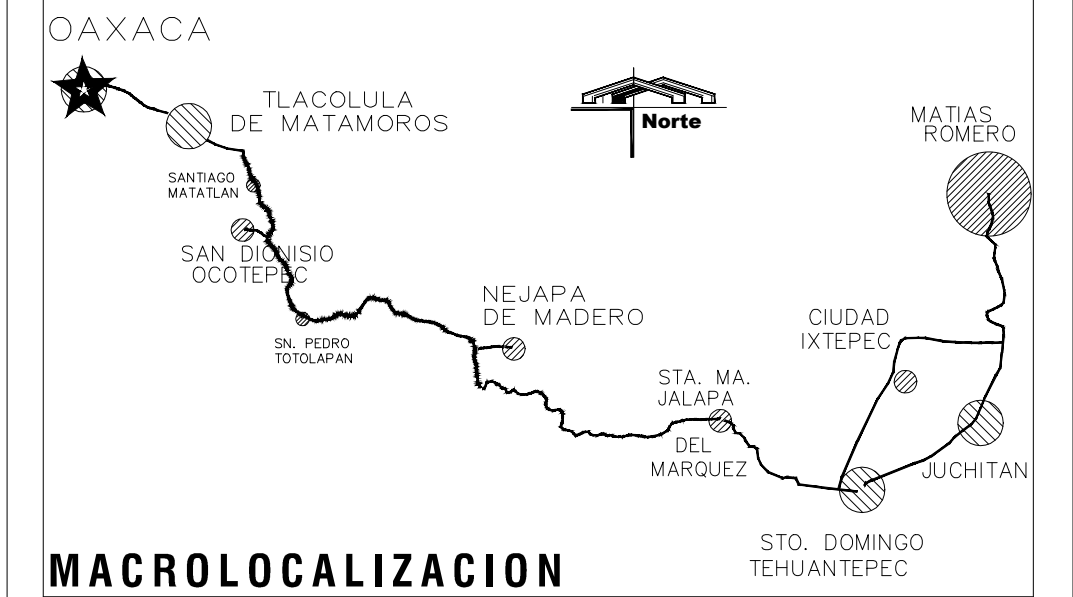 OAXACA
TLACOLULA
DE MATAMOROS
Norte
MATIAS
ROMERO
SANTIAGO
MATATLAN
SAN DIONISIO
OCOTEPEC
NEJAPA
DE MADERO
CIUDAD
IXTEPEC
SN. PEDRO
TOTOLAPAN
STA. MA.
JALAPA
DEL
MARQUEZ
JUCHITAN
STO. DOMINGO
TEHUANTEPEC
MACROLOCALIZACION